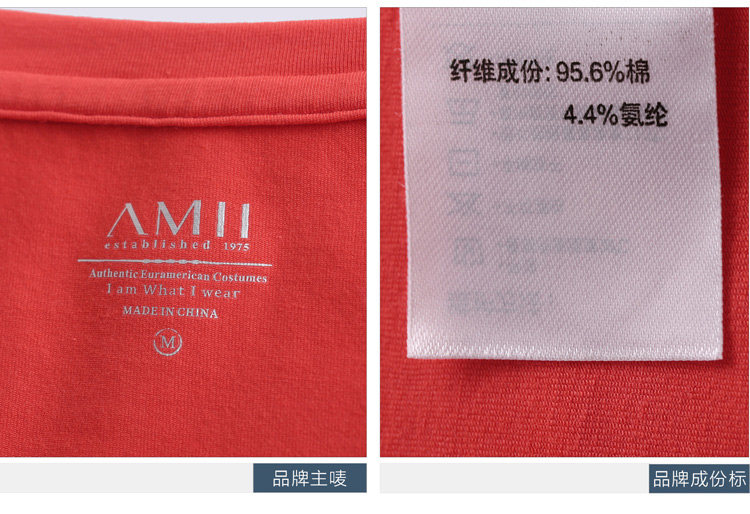 AMII
established 1975
Authentic Euramerican Costumes
I am What I wear
MADE IN CHINA
M
品牌主唛
纤维成份: 95.6%棉
4.4%氨纶
品牌成份标